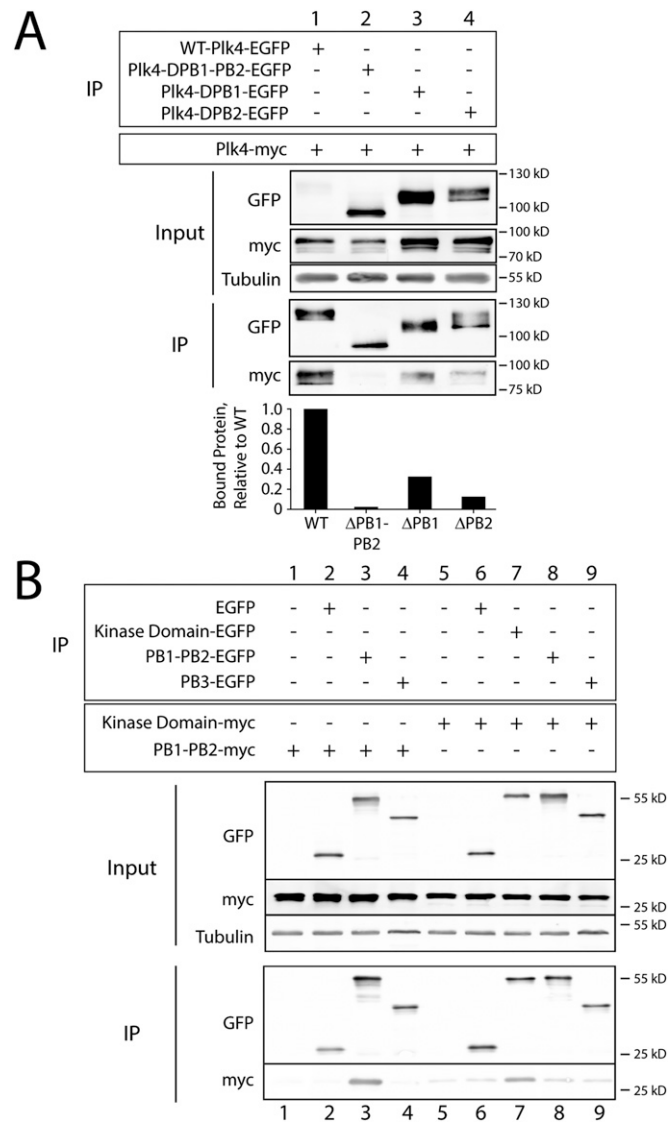 A
1 2 3 4
IP
WT-Plk4-EGFP + - - -
Plk4-DPB1-PB2-EGFP - + - -
Plk4-DPB1-EGFP - - + -
Plk4-DPB2-EGFP - - - +
Plk4-myc + + + +
Input
GFP
130 kD
100 kD
myc
100 kD
70 kD
Tubulin
55 kD
IP
GFP
130 kD
100 kD
myc
100 kD
75 kD
Bound Protein,
Relative to WT
1.0
0.8
0.6
0.4
0.2
0
WT ΔPB1- ΔPB1 ΔPB2
PB2
B
1 2 3 4 5 6 7 8 9
IP
EGFP - + - - - + - - -
Kinase Domain-EGFP - - - - - - + - -
PB1-PB2-EGFP - - + - - - - + -
PB3-EGFP - - - + - - - - +
Kinase Domain-myc - - - - + + + + +
PB1-PB2-myc + + + + - - - - -
Input
GFP
55 kD
25 kD
myc
25 kD
Tubulin
55 kD
IP
GFP
55 kD
25 kD
myc
25 kD
1 2 3 4 5 6 7 8 9